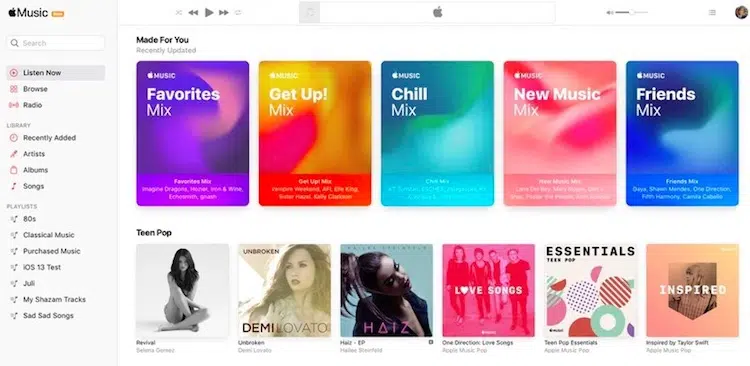 Music BETA
Search
Listen Now
Browse
Radio
LIBRARY
Recently Added
Artists
Albums
Songs
PLAYLISTS
80s
Classical Music
Purchased Music
iOS 13 Test
Juli
My Shazam Tracks
Sad Sad Songs
Made For You
Recently Updated
MUSIC
Favorites
Mix
Favorites Mix
Imagine Dragons, Hozier, Iron & Wine,
Echosmith, gnash
MUSIC
Get Up!
Mix
Get Up! Mix
Vampire Weekend, AFI, Elle King,
Sister Hazel, Kelly Clarkson
MUSIC
Chill
Mix
Chill Mix
MUSIC
New Music
Mix
New Music Mix
MUSIC
Friends
Mix
Friends Mix
Gaya, Shawn Mendes, One Direction,
Fifth Harmony, Camila Cabello
Teen Pop
Revival
Selena Gomez
UNBROKEN
DEMI LOVATO
Unbroken
Demi Lovato
HAILEE STEINFELD
HAIZ
Haiz - EP
Hailee Steinfeld
LOVE SONGS
One Direction: Love Songs
Apple Music Pop
ESSENTIALS
TEEN POP
Teen Pop Essentials
Apple Music Pop
INSPIRED
Inspired by Taylor Swift
Apple Music Pop